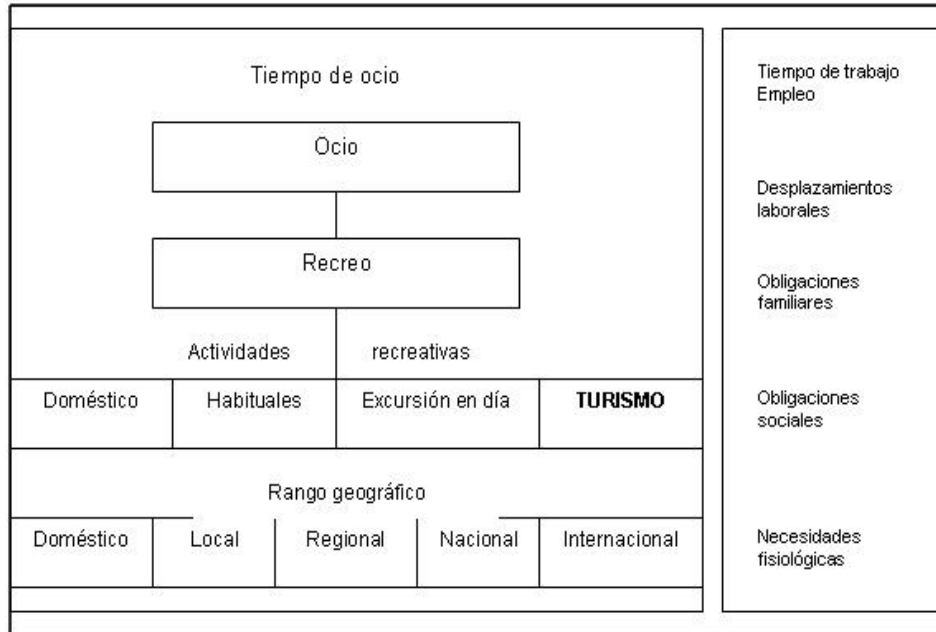 Tiempo de ocio
Ocio
Recreo
Actividades recreativas
Doméstico Habituales Excursión en día TURISMO
Rango geográfico
Doméstico Local Regional Nacional Internacional
Tiempo de trabajo
Empleo
Desplazamientos
laborales
Obligaciones
familiares
Obligaciones
sociales
Necesidades
fisiológicas